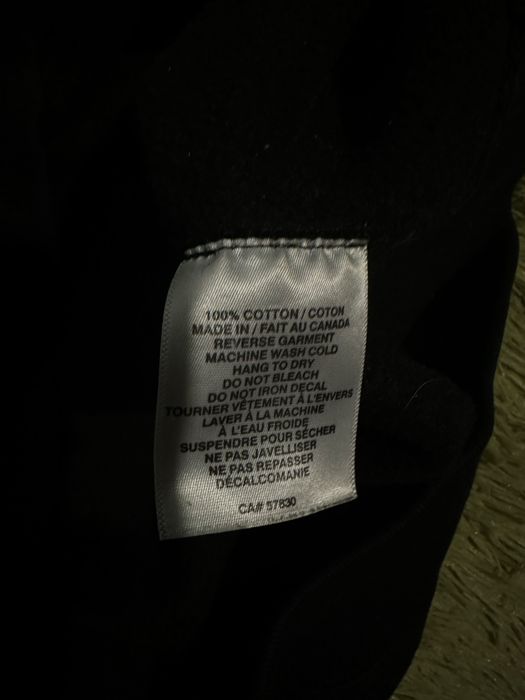 100% COTTON / COTON
MADE IN / FAIT AU CANADA
REVERSE GARMENT
MACHINE WASH COLD
HANG TO DRY
DO NOT BLEACH
DO NOT IRON DECAL
TOURNER VÊTEMENT À L'ENVERS
LAVER À LA MACHINE
À L'EAU FROIDE
SUSPENDRE POUR SÉCHER
NE PAS JAVELLISER
NE PAS REPASSER
DÉCALCOMANIE
CA# 57830